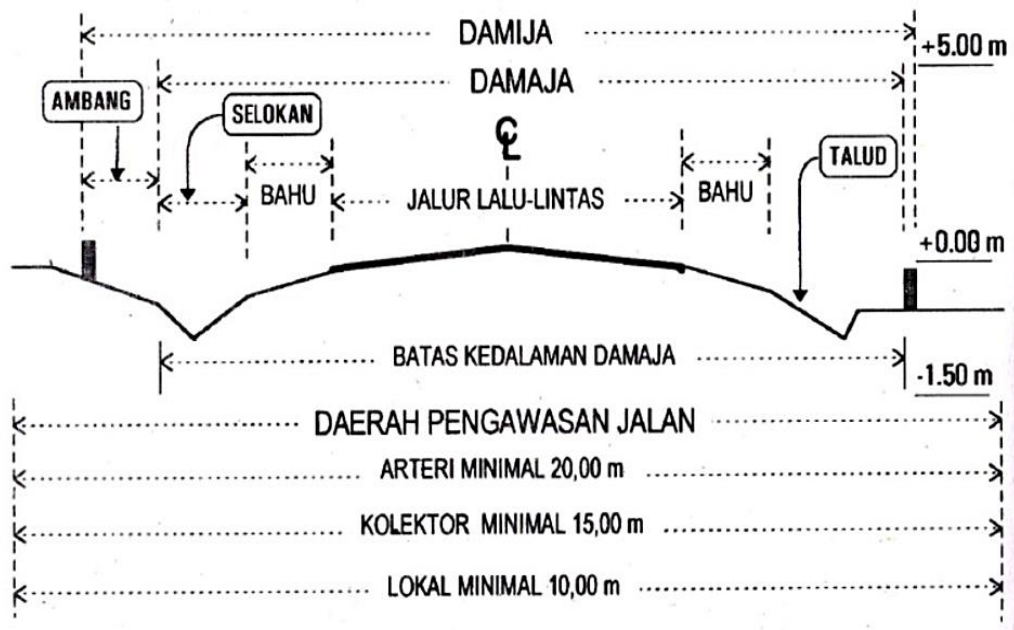 DAMIJA
+5.00 m
DAMAJA
AMBANG
SELOKAN
CL
TALUD
BAHU
JALUR LALU-LINTAS
BAHU
+0.00 m
BATAS KEDALAMAN DAMAJA
-1.50 m
DAERAH PENGAWASAN JALAN
ARTERI MINIMAL 20,00 m
KOLEKTOR MINIMAL 15,00 m
LOKAL MINIMAL 10,00 m